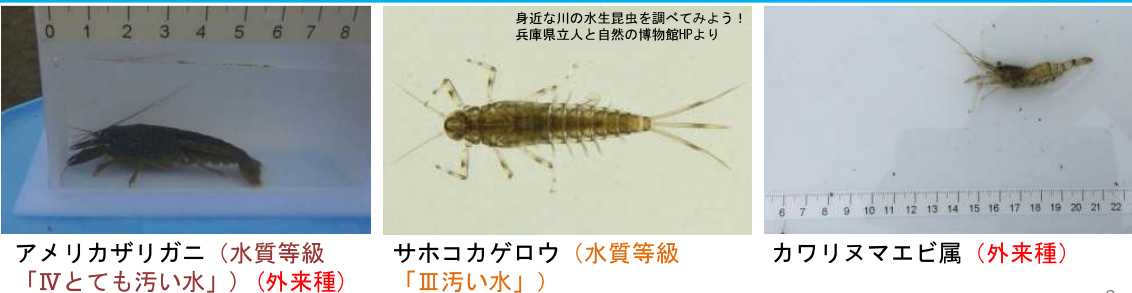 0 1 2 3 4 5 6 7 8
身近な川の水生昆虫を調べてみよう！
兵庫県立人と自然の博物館HPより
6 7 8 9 10 11 12 13 14 15 16 17 18 19 20 21 22
アメリカザリガニ（水質等級
「Ⅳとても汚い水」）（外来種）
サホコカゲロウ（水質等級
「Ⅲ汚い水」）
カワリヌマエビ属（外来種）